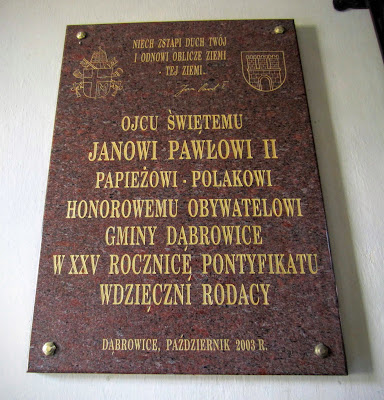 NIECH ZSTĄPI DUCH TWÓJ
I ODNOWI OBLICZE ZIEMI
· TEJ ZIEMI ·
OJCU ŚWIĘTEMU
JANOWI PAWŁOWI II
PAPIEŻOWI · POLAKOWI
HONOROWEMU OBYWATELOWI
GMINY DĄBROWICE
W XXV ROCZNICĘ PONTYFIKATU
WDZIĘCZNI RODACY
DĄBROWICE, PAŹDZIERNIK 2003 R.